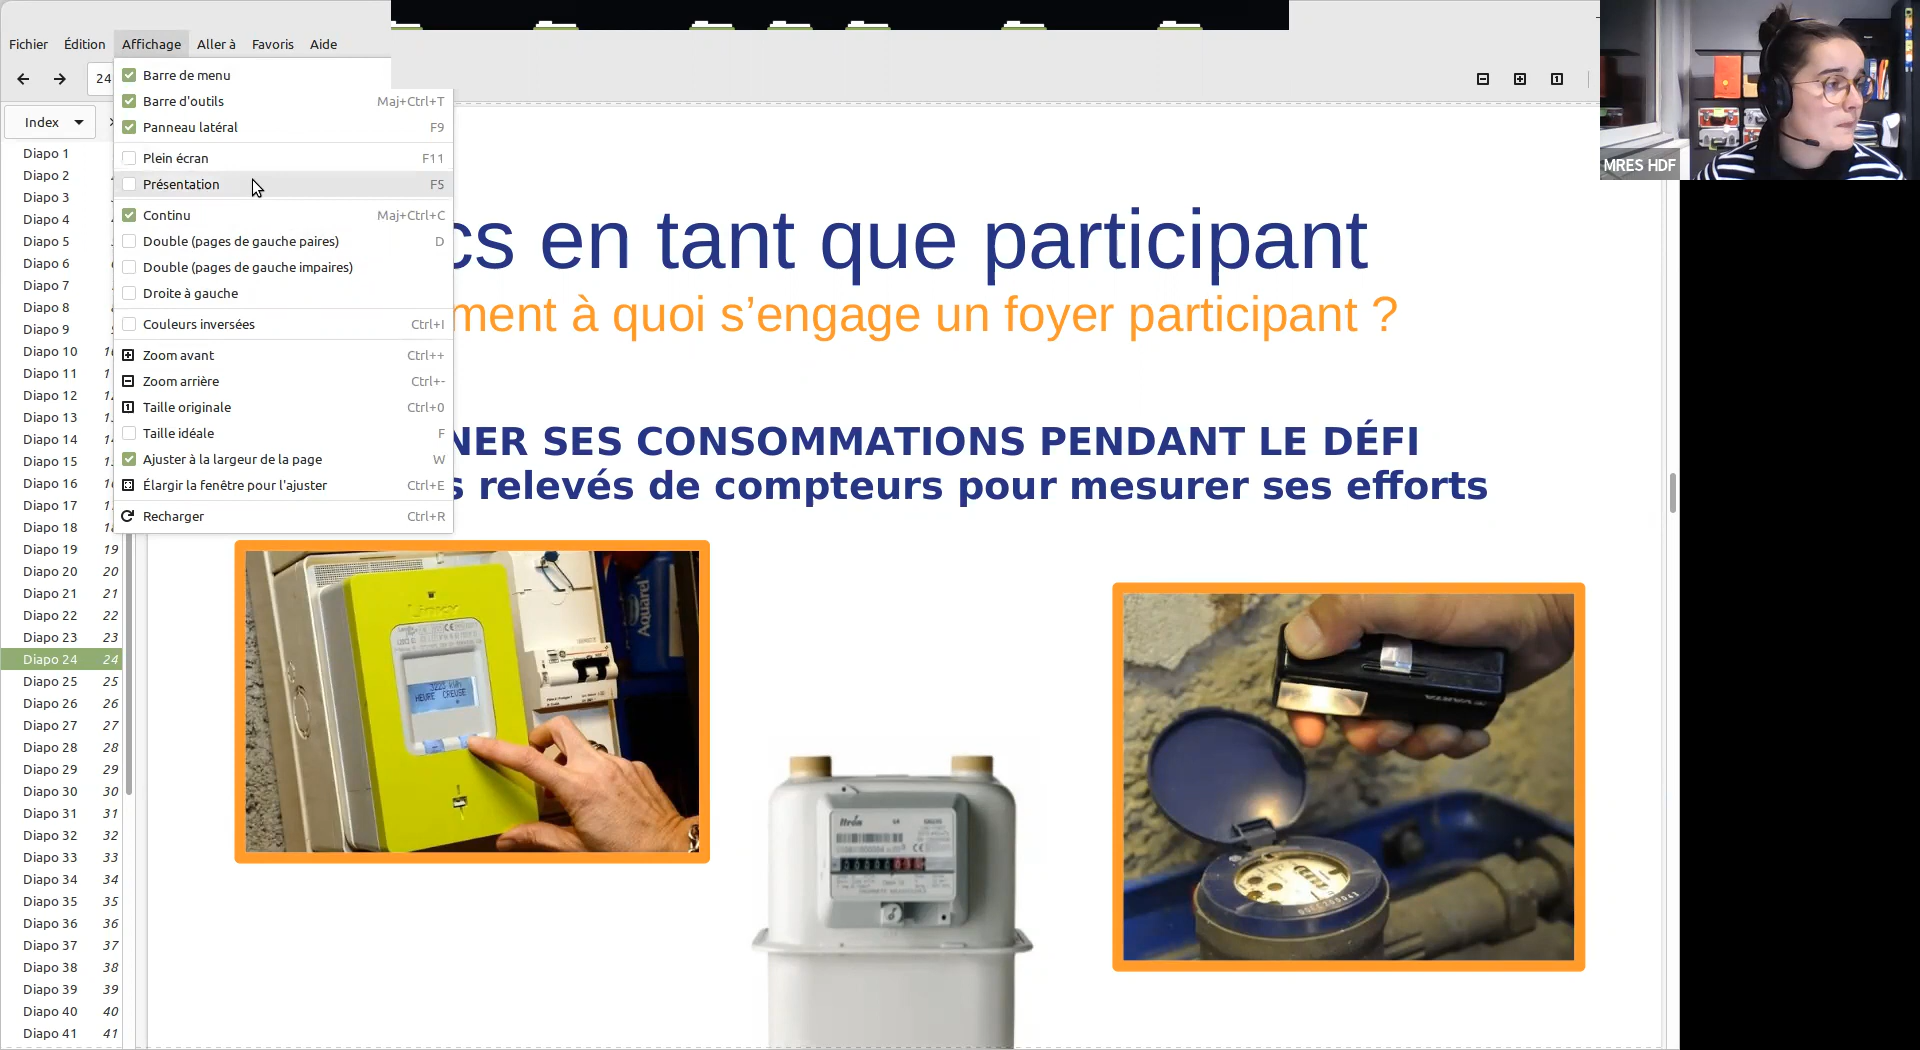 Fichier Édition Affichage Aller à Favoris Aide
24
Index
Barre de menu
Barre d'outils Maj+Ctrl+T
Panneau latéral F9
Plein écran F11
Présentation F5
Continu Maj+Ctrl+C
Double (pages de gauche paires) D
Double (pages de gauche impaires)
Droite à gauche
Couleurs inversées Ctrl+I
Zoom avant Ctrl++
Zoom arrière Ctrl+-
Taille originale Ctrl+0
Taille idéale F
Ajuster à la largeur de la page W
Élargir la fenêtre pour l'ajuster Ctrl+E
Recharger Ctrl+R
Diapo 1
Diapo 2
Diapo 3
Diapo 4
Diapo 5
Diapo 6
Diapo 7
Diapo 8
Diapo 9
Diapo 10
Diapo 11
Diapo 12
Diapo 13
Diapo 14
Diapo 15
Diapo 16
Diapo 17
Diapo 18
Diapo 19 19
Diapo 20 20
Diapo 21 21
Diapo 22 22
Diapo 23 23
Diapo 24 24
Diapo 25 25
Diapo 26 26
Diapo 27 27
Diapo 28 28
Diapo 29 29
Diapo 30 30
Diapo 31 31
Diapo 32 32
Diapo 33 33
Diapo 34 34
Diapo 35 35
Diapo 36 36
Diapo 37 37
Diapo 38 38
Diapo 39 39
Diapo 40 40
Diapo 41 41
cs en tant que participant
ment à quoi s’engage un foyer participant ?
NER SES CONSOMMATIONS PENDANT LE DÉFI
s relevés de compteurs pour mesurer ses efforts
Linky
3223 kWh
HEURE CREUSE
Aquarel
Itron
VARTA
MRES HDF